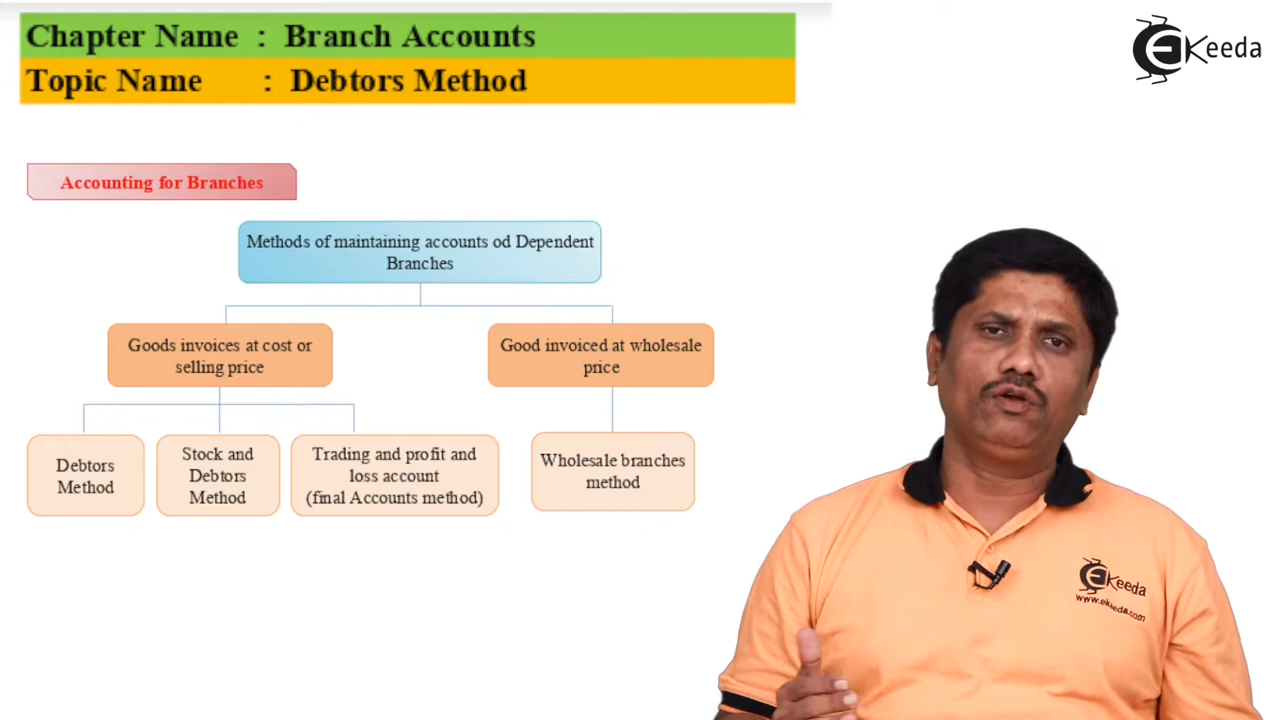 Chapter Name : Branch Accounts
Topic Name : Debtors Method
EKeeda
Accounting for Branches
Methods of maintaining accounts od Dependent
Branches
Goods invoices at cost or
selling price
Good invoiced at wholesale
price
Debtors
Method
Stock and
Debtors
Method
Trading and profit and
loss account
(final Accounts method)
Wholesale branches
method
EKeeda
www.ekeeda.com